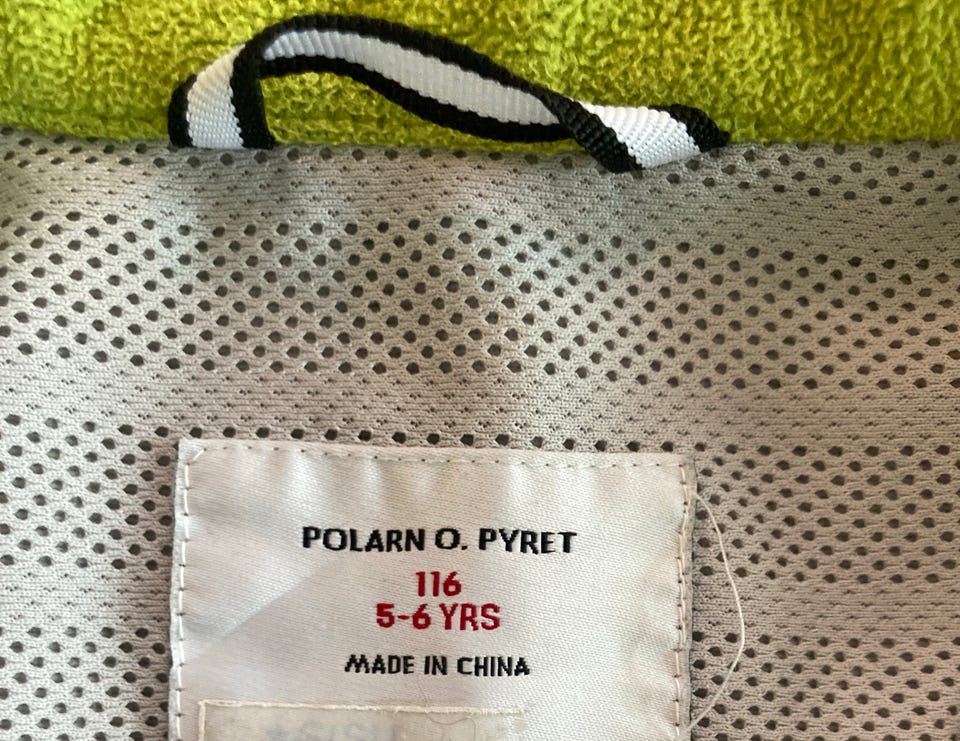 POLARN O. PYRET
116
5-6 YRS
MADE IN CHINA